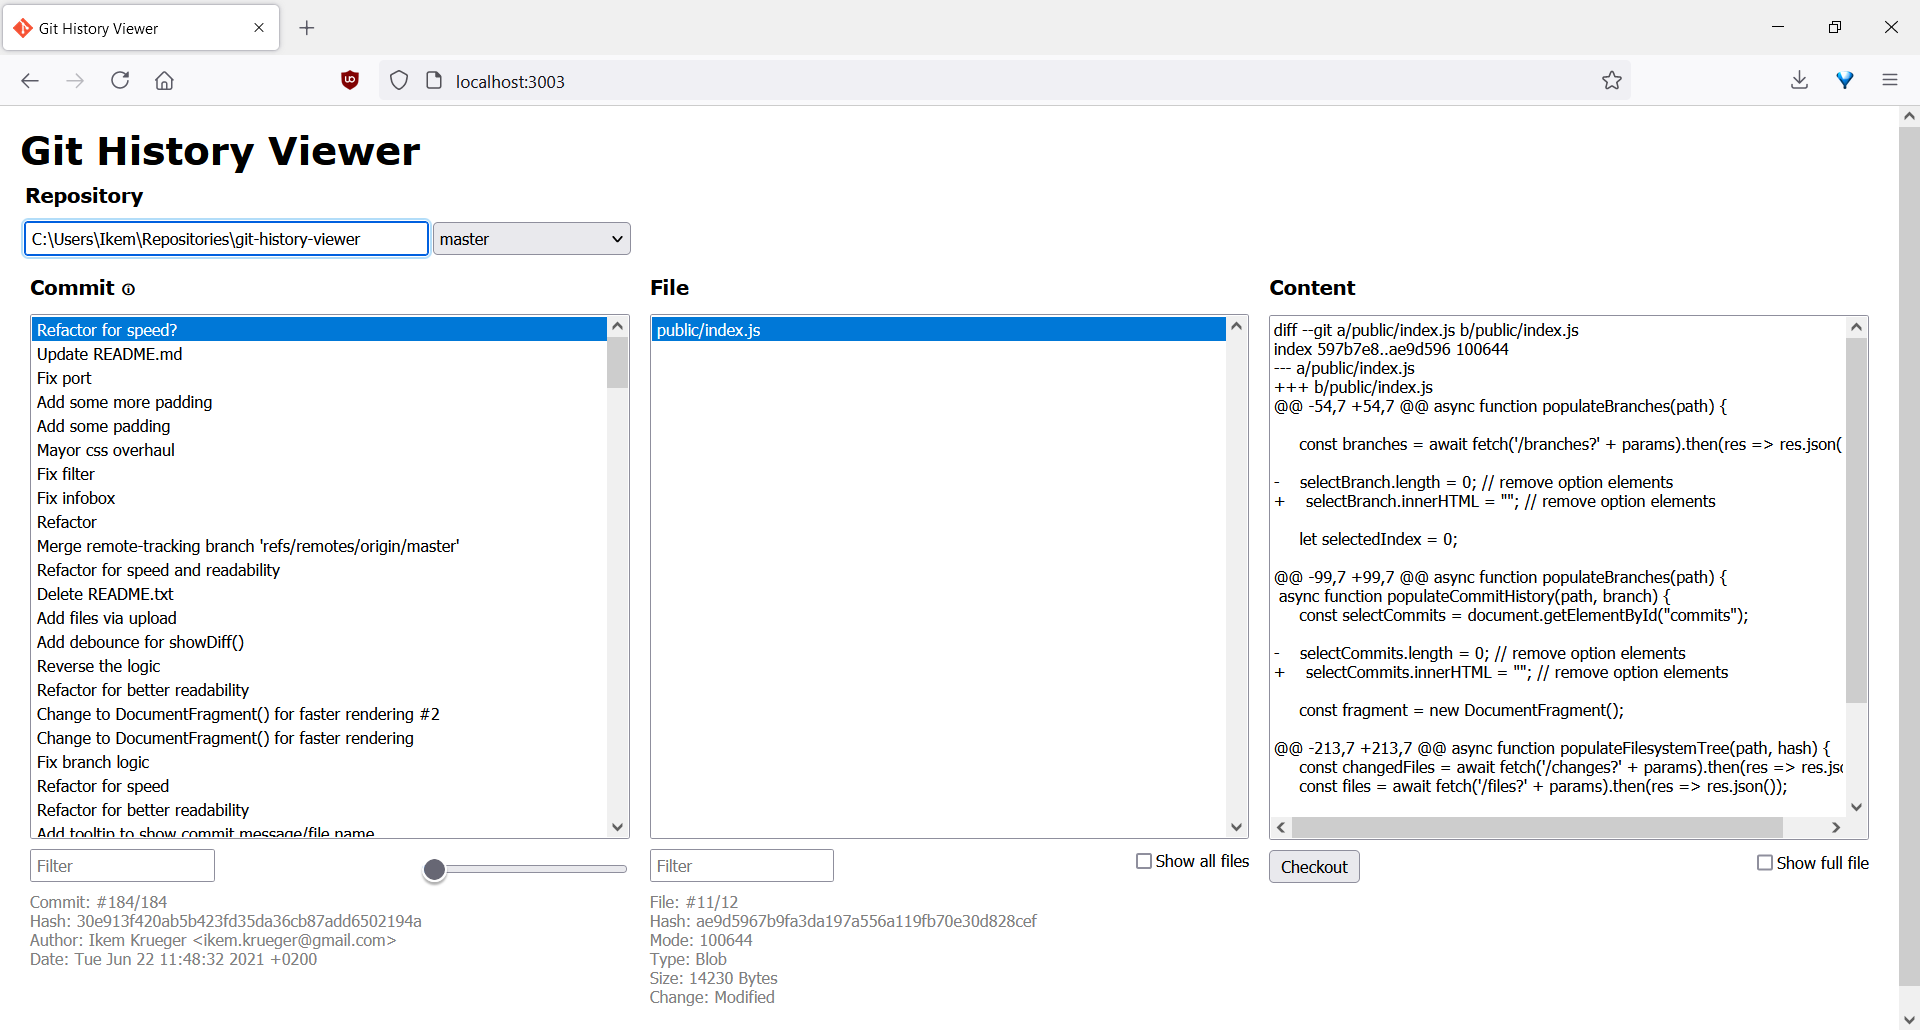 Git History Viewer
localhost:3003
Git History Viewer
Repository
C:\Users\Ikem\Repositories\git-history-viewer
master
Commit
Refactor for speed?
Update README.md
Fix port
Add some more padding
Add some padding
Mayor css overhaul
Fix filter
Fix infobox
Refactor
Merge remote-tracking branch 'refs/remotes/origin/master'
Refactor for speed and readability
Delete README.txt
Add files via upload
Add debounce for showDiff()
Reverse the logic
Refactor for better readability
Change to DocumentFragment() for faster rendering #2
Change to DocumentFragment() for faster rendering
Fix branch logic
Refactor for speed
Refactor for better readability
Add tooltip to show commit message/file name
Filter
Commit: #184/184
Hash: 30e913f420ab5b423fd35da36cb87add6502194a
Author: Ikem Krueger <ikem.krueger@gmail.com>
Date: Tue Jun 22 11:48:32 2021 +0200
File
public/index.js
Filter
Show all files
File: #11/12
Hash: ae9d5967b9fa3da197a556a119fb70e30d828cef
Mode: 100644
Type: Blob
Size: 14230 Bytes
Change: Modified
Content
diff --git a/public/index.js b/public/index.js
index 597b7e8..ae9d596 100644
--- a/public/index.js
+++ b/public/index.js
@@ -54,7 +54,7 @@ async function populateBranches(path) {
const branches = await fetch('/branches?' + params).then(res => res.json(
- selectBranch.length = 0; // remove option elements
+ selectBranch.innerHTML = ""; // remove option elements
let selectedIndex = 0;
@@ -99,7 +99,7 @@ async function populateBranches(path) {
async function populateCommitHistory(path, branch) {
const selectCommits = document.getElementById("commits");
- selectCommits.length = 0; // remove option elements
+ selectCommits.innerHTML = ""; // remove option elements
const fragment = new DocumentFragment();
@@ -213,7 +213,7 @@ async function populateFilesystemTree(path, hash) {
const changedFiles = await fetch('/changes?' + params).then(res => res.js
const files = await fetch('/files?' + params).then(res => res.json());
Checkout
Show full file